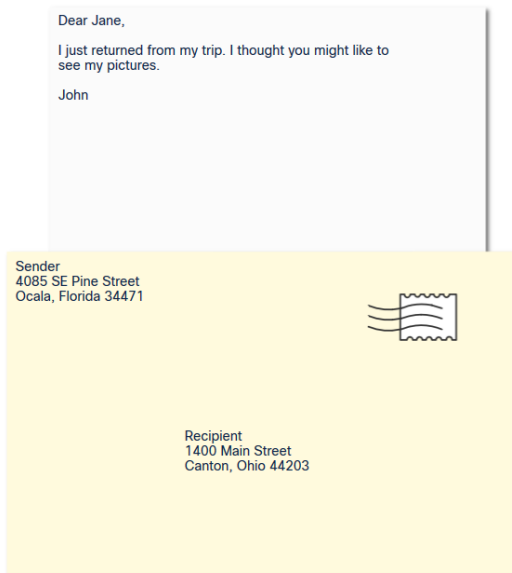 Dear Jane,
I just returned from my trip. I thought you might like to
see my pictures.
John
Sender
4085 SE Pine Street
Ocala, Florida 34471
Recipient
1400 Main Street
Canton, Ohio 44203